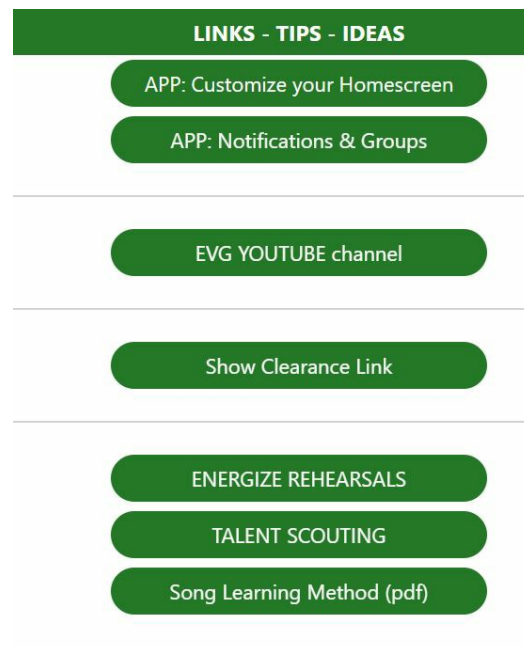 LINKS - TIPS - IDEAS
APP: Customize your Homescreen
APP: Notifications & Groups
EVG YOUTUBE channel
Show Clearance Link
ENERGIZE REHEARSALS
TALENT SCOUTING
Song Learning Method (pdf)